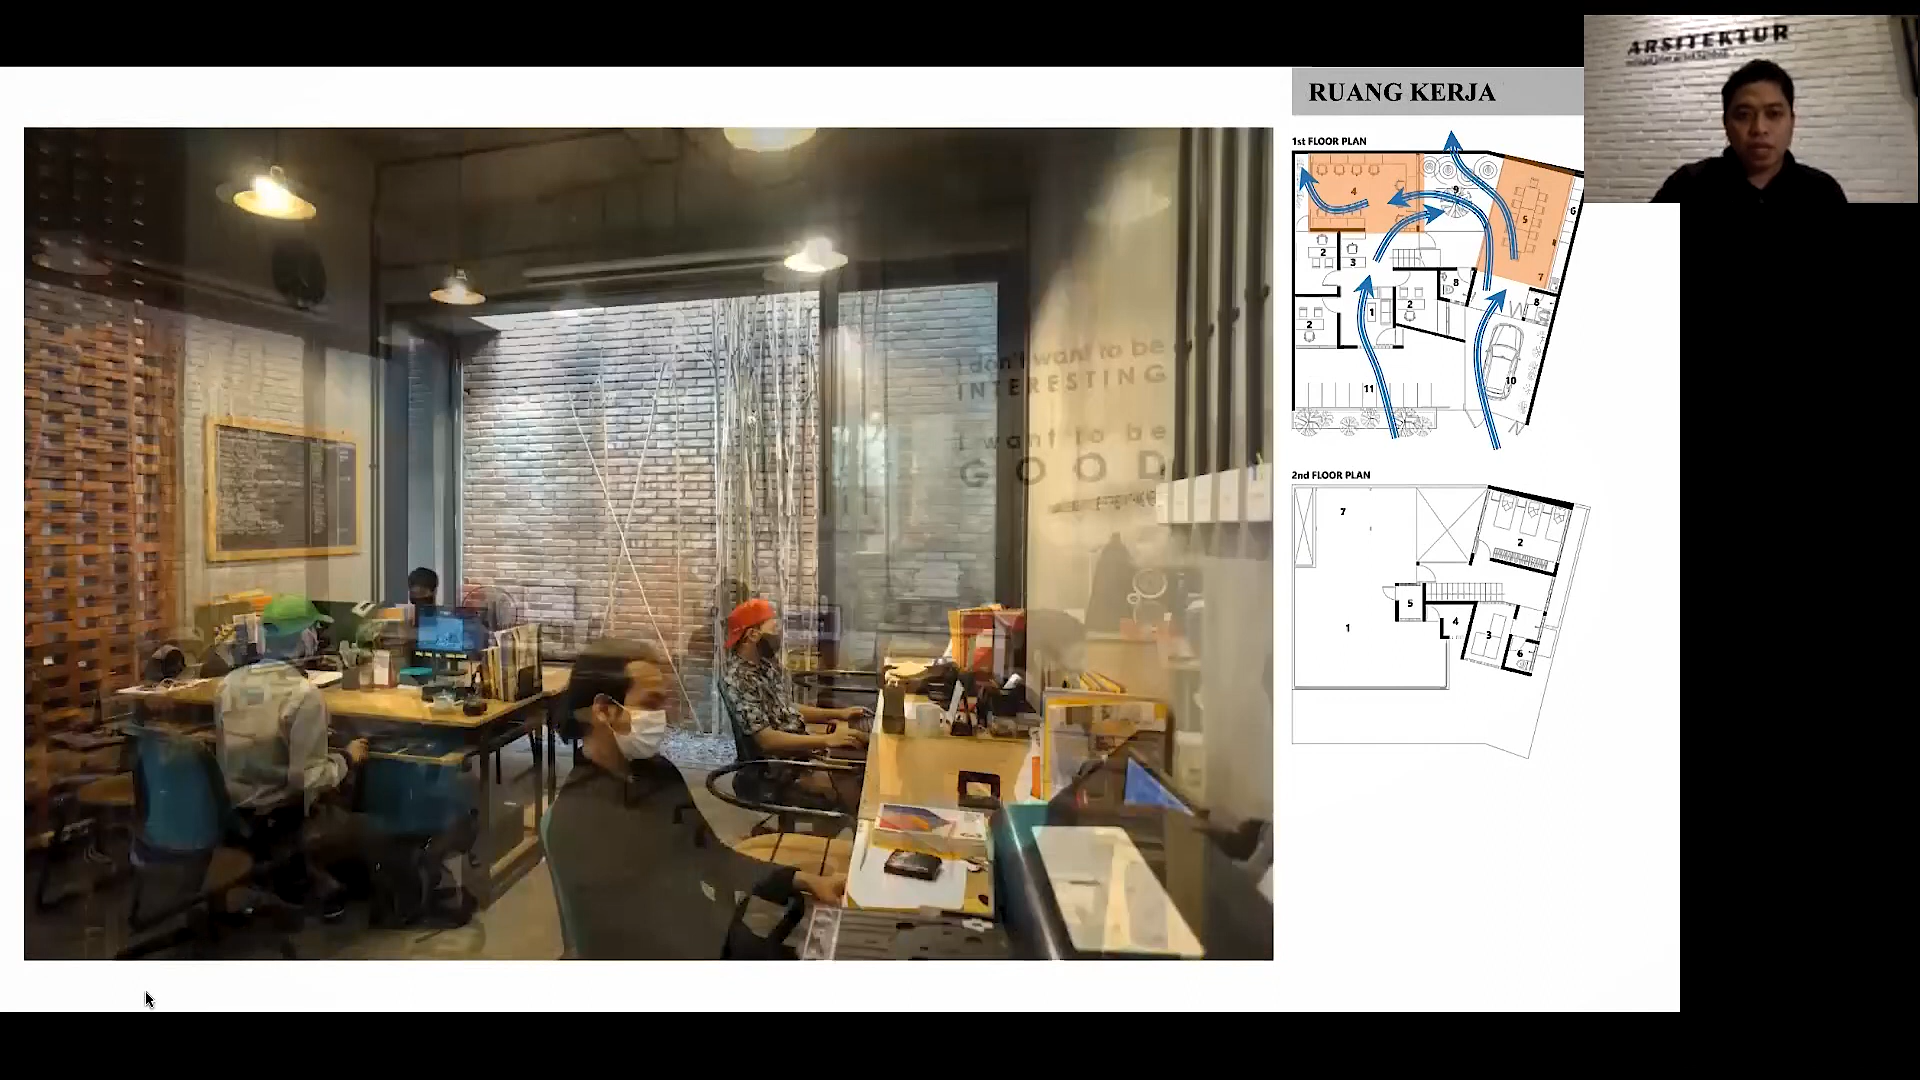 RUANG KERJA
ARSITEKTUR
1st FLOOR PLAN
4
9
5
6
2
3
7
8
2
8
1
2
10
11
I don't want to be
INTERESTING
I want to be
GOOD
2nd FLOOR PLAN
7
2
5
4
1
3
6